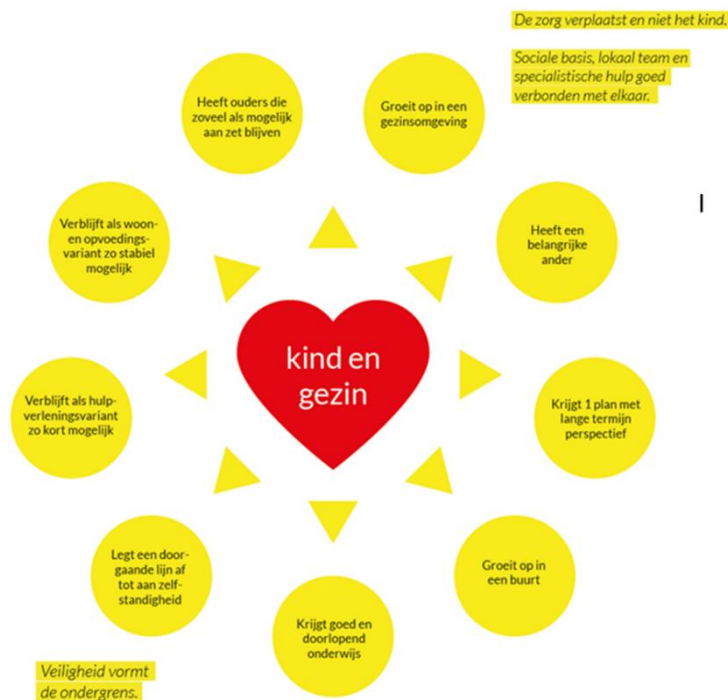 De zorg verplaatst en niet het kind.
Sociale basis, lokaal team en
specialistische hulp goed
verbonden met elkaar.
Heeft ouders die
zoveel als mogelijk
aan zet blijven
Groeit op in een
gezinsomgeving
Verblijft als woon-
en opvoedings-
variant zo stabiel
mogelijk
Heeft een
belangrijke
ander
kind en
gezin
Verblijft als hulp-
verleningsvariant
zo kort mogelijk
Krijgt 1 plan met
lange termijn
perspectief
Legt een door-
gaande lijn af
tot aan zelf-
standigheid
Groeit op in
een buurt
Krijgt goed en
doorlopend
onderwijs
Veiligheid vormt
de ondergrens.